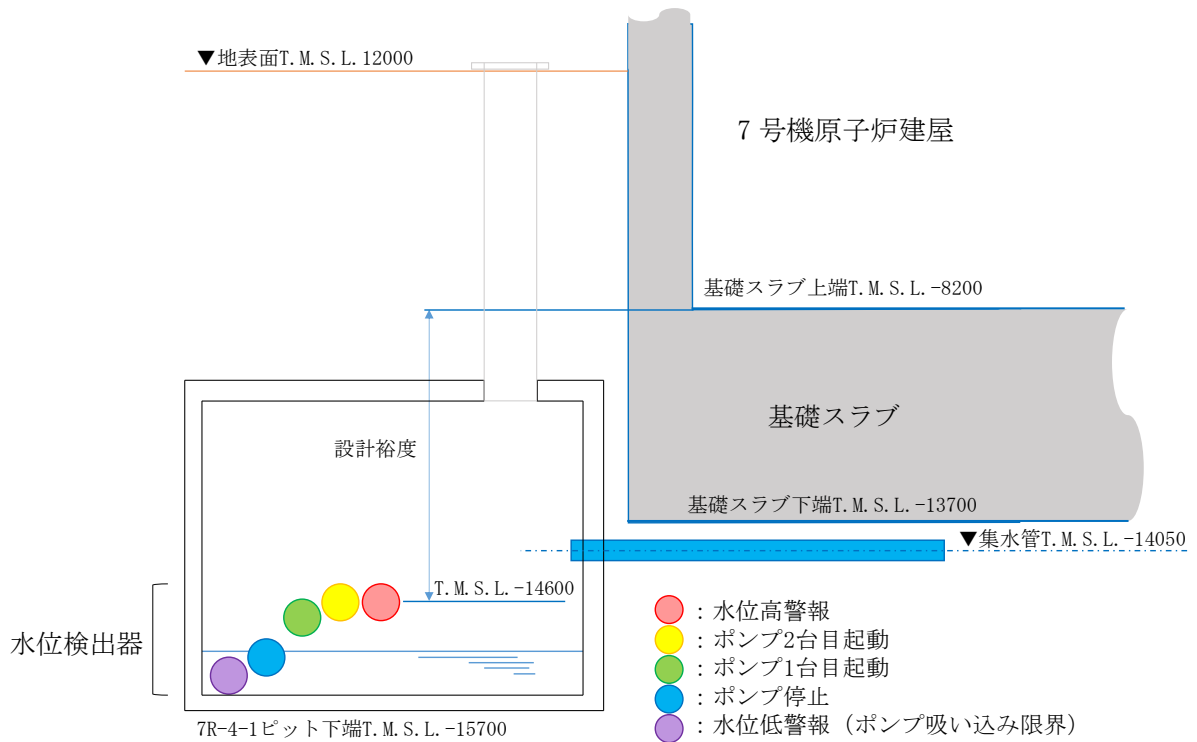 ▼地表面T.M.S.L.12000
7 号機原子炉建屋
基礎スラブ上端T.M.S.L.-8200
基礎スラブ
設計裕度
基礎スラブ下端T.M.S.L.-13700
▼集水管T.M.S.L.-14050
T.M.S.L.-14600
水位検出器
：水位高警報
：ポンプ2台目起動
：ポンプ1台目起動
：ポンプ停止
：水位低警報（ポンプ吸い込み限界）
7R-4-1ピット下端T.M.S.L.-15700